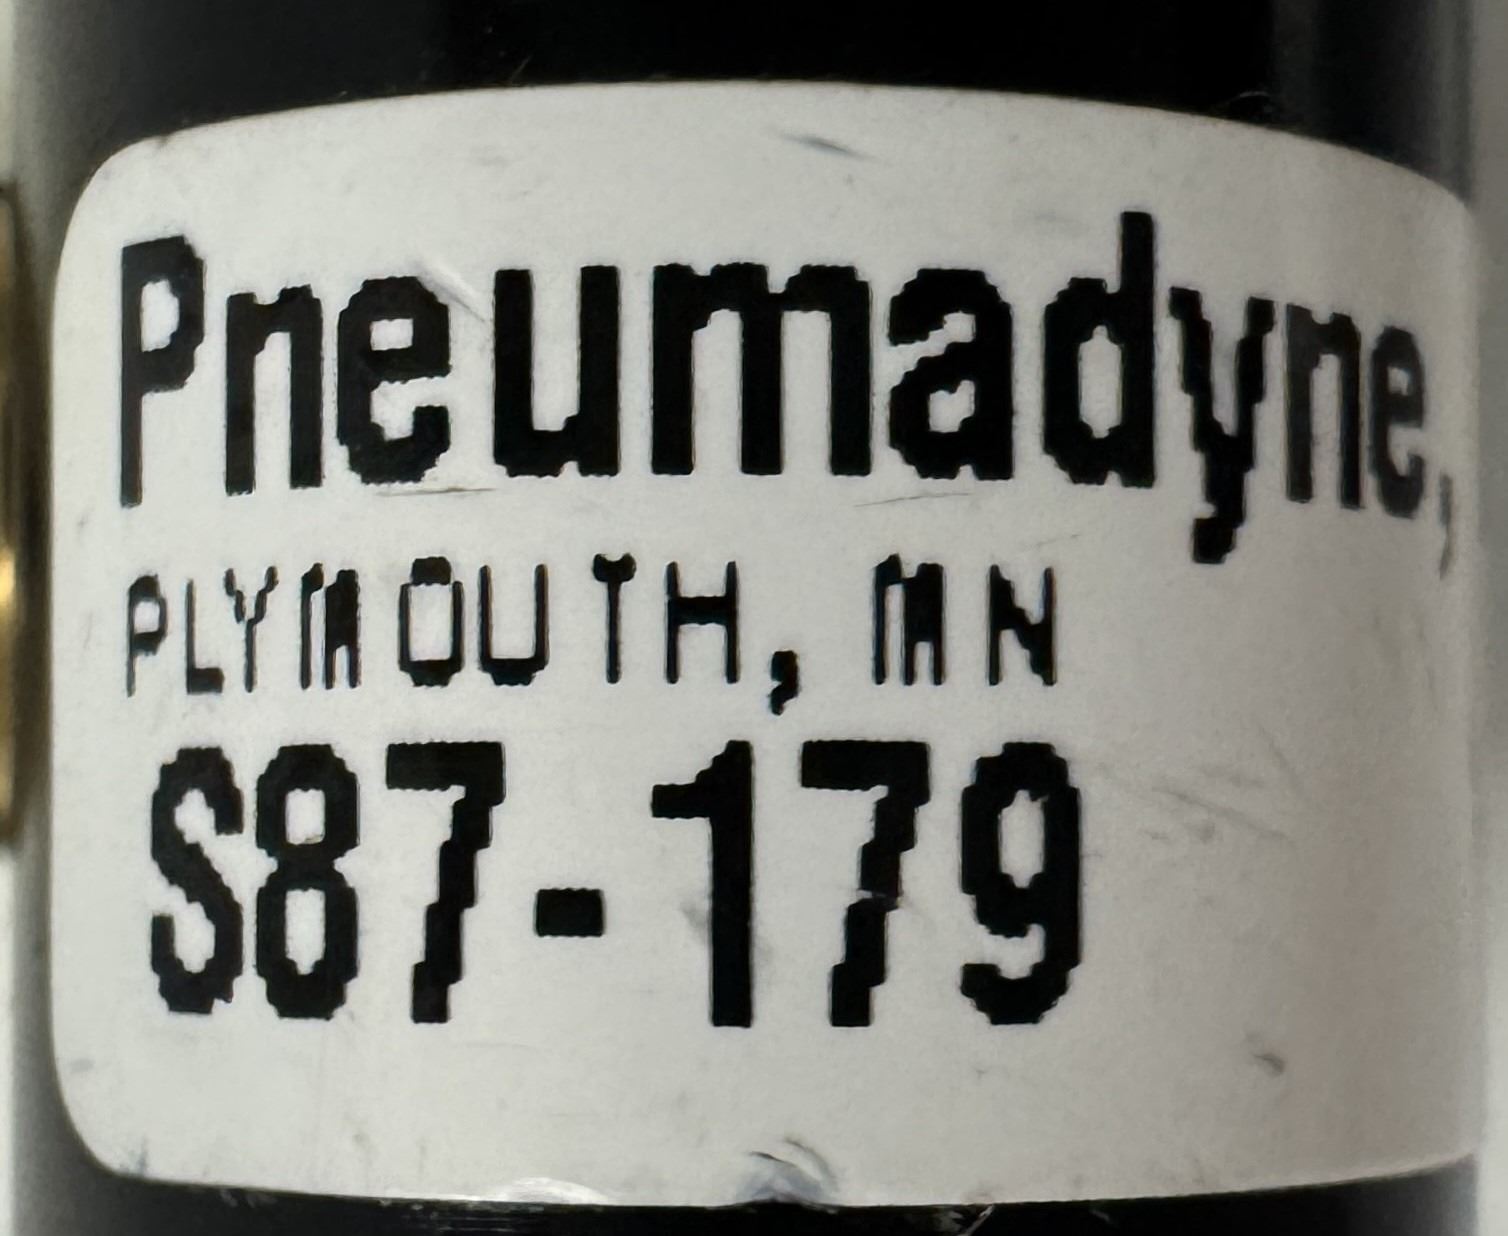 Pneumadyne,
PLYMOUTH, MN
S87-179